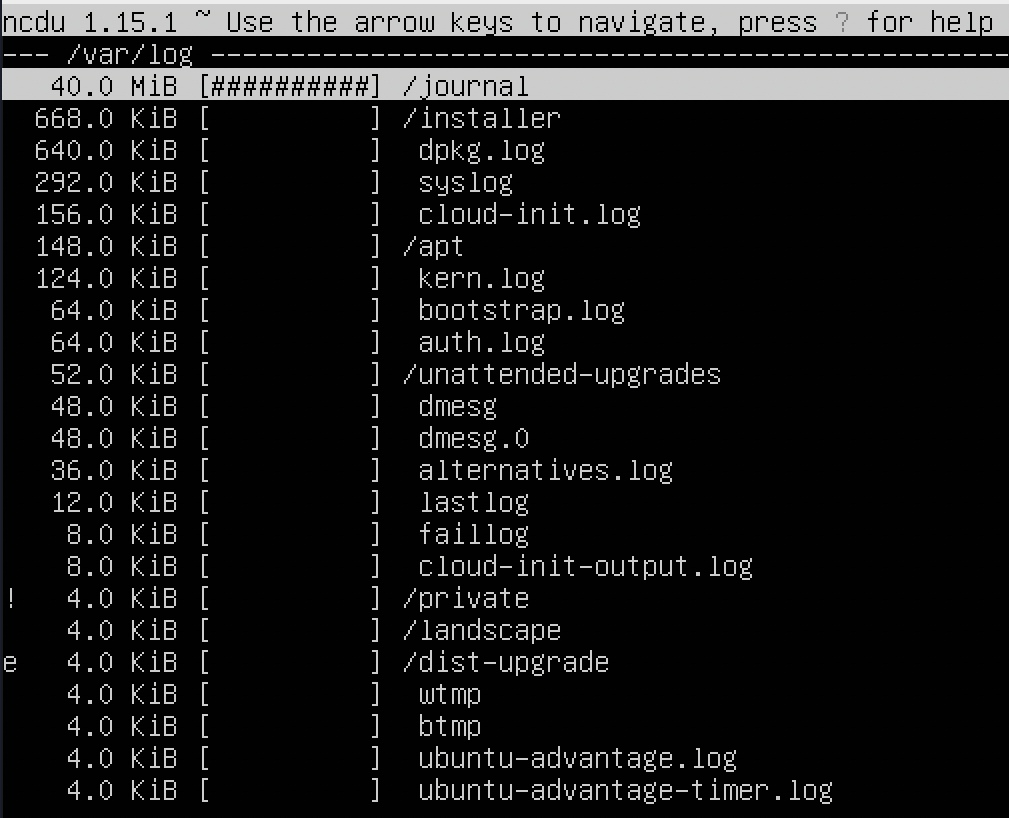 ncdu 1.15.1 ~ Use the arrow keys to navigate, press ? for help
--- /var/log --------------------------------------------------
   40.0 MiB [##########] /journal
  668.0 KiB [          ] /installer
  640.0 KiB [          ]  dpkg.log
  292.0 KiB [          ]  syslog
  156.0 KiB [          ]  cloud-init.log
  148.0 KiB [          ] /apt
  124.0 KiB [          ]  kern.log
   64.0 KiB [          ]  bootstrap.log
   64.0 KiB [          ]  auth.log
   52.0 KiB [          ] /unattended-upgrades
   48.0 KiB [          ]  dmesg
   48.0 KiB [          ]  dmesg.0
   36.0 KiB [          ]  alternatives.log
   12.0 KiB [          ]  lastlog
    8.0 KiB [          ]  faillog
    8.0 KiB [          ]  cloud-init-output.log
!   4.0 KiB [          ] /private
    4.0 KiB [          ] /landscape
e   4.0 KiB [          ] /dist-upgrade
    4.0 KiB [          ]  wtmp
    4.0 KiB [          ]  btmp
    4.0 KiB [          ]  ubuntu-advantage.log
    4.0 KiB [          ]  ubuntu-advantage-timer.log